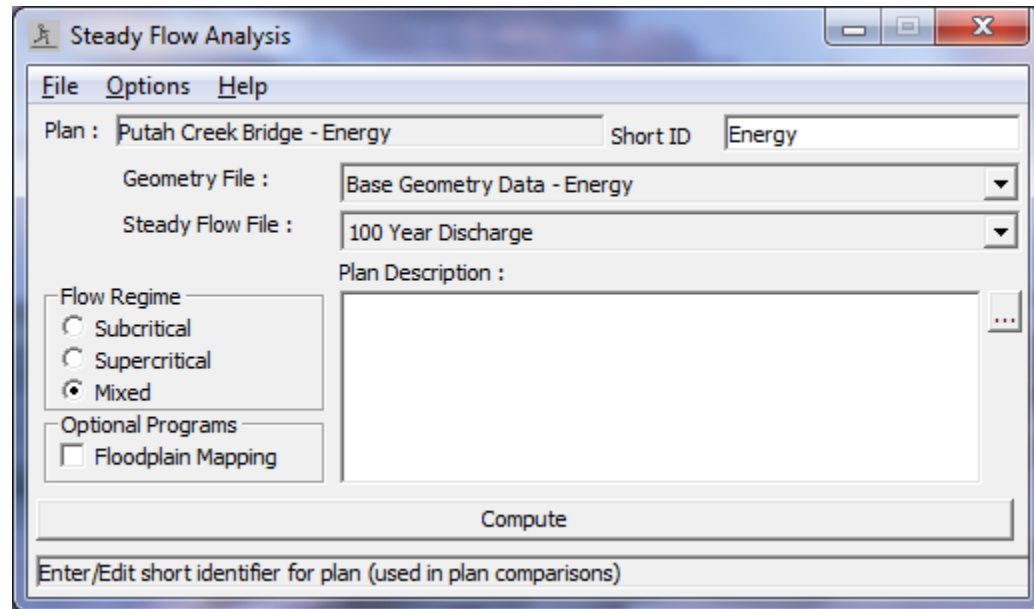 Steady Flow Analysis
File Options Help
Plan : Putah Creek Bridge - Energy Short ID Energy
Geometry File : Base Geometry Data - Energy
Steady Flow File : 100 Year Discharge
Plan Description :
Flow Regime
Subcritical
Supercritical
Mixed
Optional Programs
Floodplain Mapping
...
Compute
Enter/Edit short identifier for plan (used in plan comparisons)